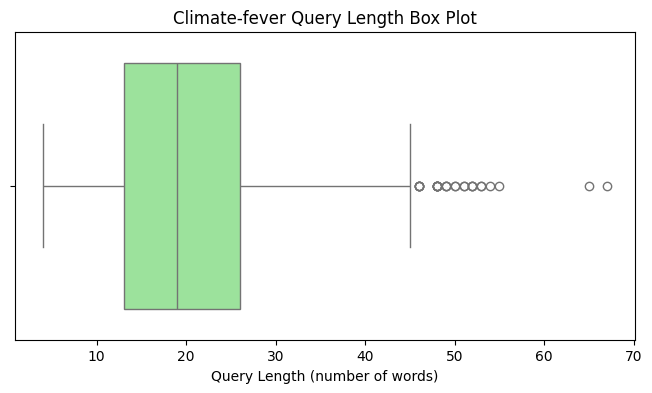 Climate-fever Query Length Box Plot
10 20 30 40 50 60 70
Query Length (number of words)